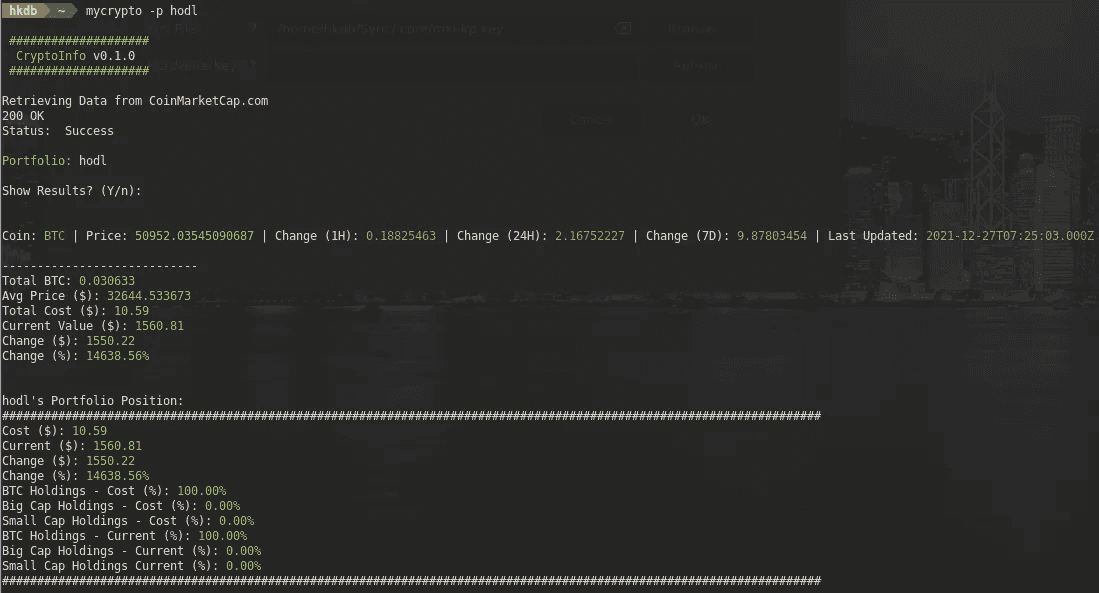 hkdb ~ mycrypto -p hodl
####################
CryptoInfo v0.1.0
####################
Retrieving Data from CoinMarketCap.com
200 OK
Status: Success
Portfolio: hodl
Show Results? (Y/n):
Coin: BTC | Price: 50952.03545090687 | Change (1H): 0.18825463 | Change (24H): 2.16752227 | Change (7D): 9.87803454 | Last Updated: 2021-12-27T07:25:03.000Z
----------------------------
Total BTC: 0.030633
Avg Price ($): 32644.533673
Total Cost ($): 10.59
Current Value ($): 1560.81
Change ($): 1550.22
Change (%): 14638.56%
hodl's Portfolio Position:
#####################################################################################################################
Cost ($): 10.59
Current ($): 1560.81
Change ($): 1550.22
Change (%): 14638.56%
BTC Holdings - Cost (%): 100.00%
Big Cap Holdings - Cost (%): 0.00%
Small Cap Holdings - Cost (%): 0.00%
BTC Holdings - Current (%): 100.00%
Big Cap Holdings - Current (%): 0.00%
Small Cap Holdings Current (%): 0.00%
#####################################################################################################################